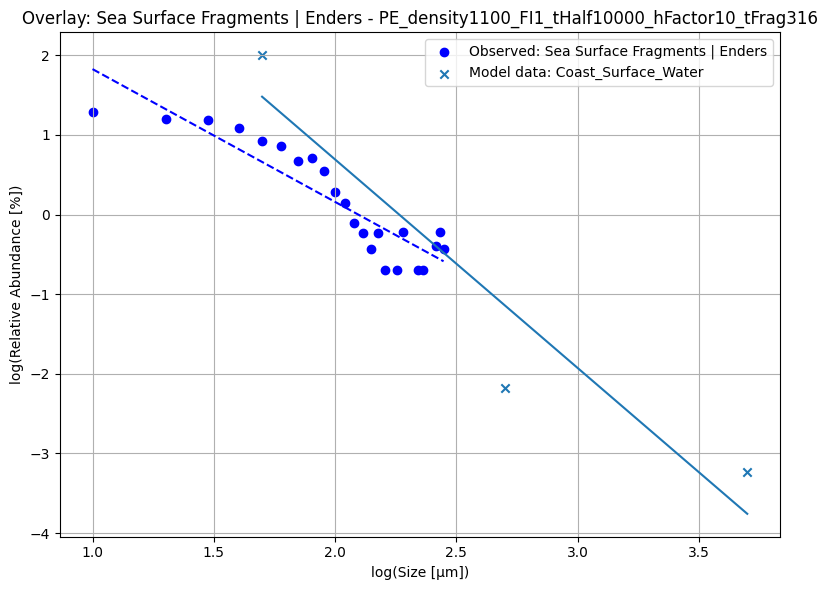 Overlay: Sea Surface Fragments | Enders - PE_density1100_FI1_tHalf10000_hFactor10_tFrag316
Observed: Sea Surface Fragments | Enders
Model data: Coast_Surface_Water
log(Relative Abundance [%])
2
1
0
−1
−2
−3
−4
1.0 1.5 2.0 2.5 3.0 3.5
log(Size [μm])